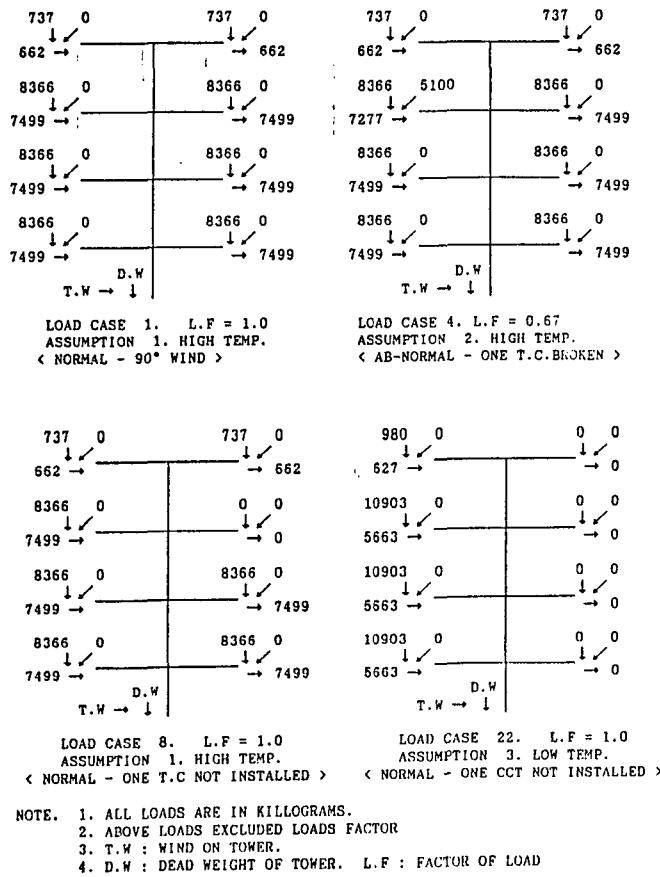 737 0 737 0
662 → → 662
8366 0 8366 0
7499 → → 7499
8366 0 8366 0
7499 → → 7499
8366 0 8366 0
7499 → → 7499
D.W
T.W → ↓
LOAD CASE 1. L.F = 1.0
ASSUMPTION 1. HIGH TEMP.
< NORMAL - 90° WIND >
737 0 737 0
662 → → 662
8366 5100 8366 0
7277 → → 7499
8366 0 8366 0
7499 → → 7499
8366 0 8366 0
7499 → → 7499
D.W
T.W → ↓
LOAD CASE 4. L.F = 0.67
ASSUMPTION 2. HIGH TEMP.
< AB-NORMAL - ONE T.C.BROKEN >
737 0 737 0
662 → → 662
8366 0 0 0
7499 → → 0
8366 0 8366 0
7499 → → 7499
8366 0 8366 0
7499 → → 7499
D.W
T.W → ↓
LOAD CASE 8. L.F = 1.0
ASSUMPTION 1. HIGH TEMP.
< NORMAL - ONE T.C NOT INSTALLED >
980 0 0 0
627 → → 0
10903 0 0 0
5663 → → 0
10903 0 0 0
5663 → → 0
10903 0 0 0
5663 → → 0
D.W
T.W → ↓
LOAD CASE 22. L.F = 1.0
ASSUMPTION 3. LOW TEMP.
< NORMAL - ONE CCT NOT INSTALLED >
NOTE. 1. ALL LOADS ARE IN KILLOGRAMS.
2. ABOVE LOADS EXCLUDED LOADS FACTOR
3. T.W : WIND ON TOWER.
4. D.W : DEAD WEIGHT OF TOWER. L.F : FACTOR OF LOAD